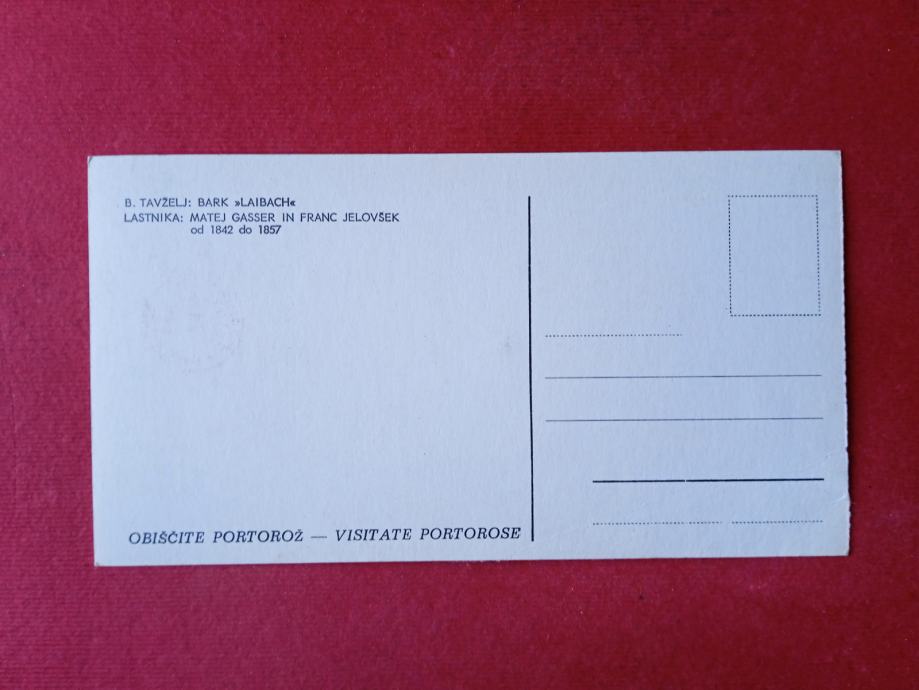 B. TAVŽELJ: BARK »LAIBACH«
LASTNIKA: MATEJ GASSER IN FRANC JELOVŠEK
od 1842 do 1857
OBIŠČITE PORTOROŽ — VISITATE PORTOROSE